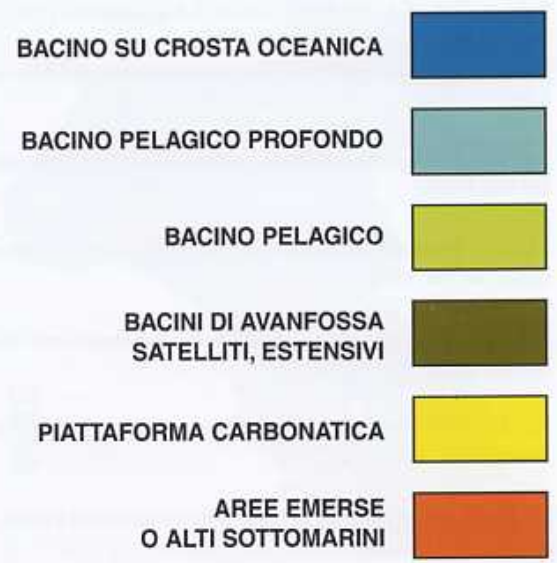 BACINO SU CROSTA OCEANICA
BACINO PELAGICO PROFONDO
BACINO PELAGICO
BACINI DI AVANFOSSA
SATELLITI, ESTENSIVI
PIATTAFORMA CARBONATICA
AREE EMERSE
O ALTI SOTTOMARINI